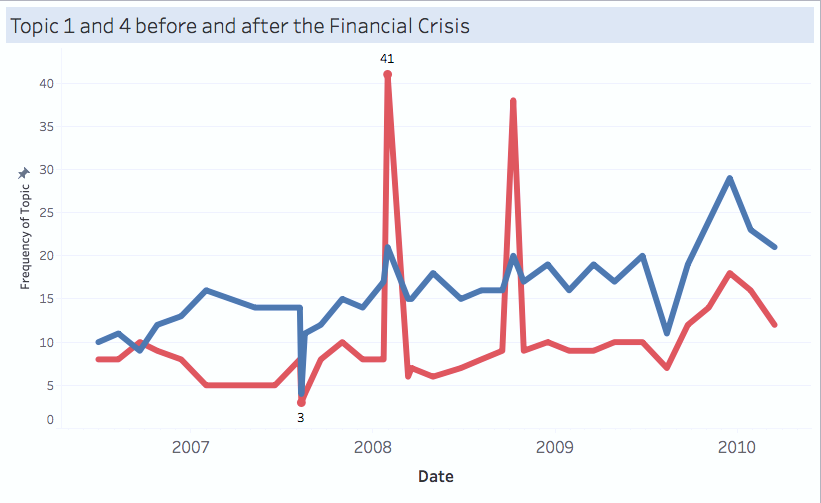 Topic 1 and 4 before and after the Financial Crisis
41
40
35
30
25
20
15
10
5
0
Frequency of Topic
3
2007 2008 2009 2010
Date